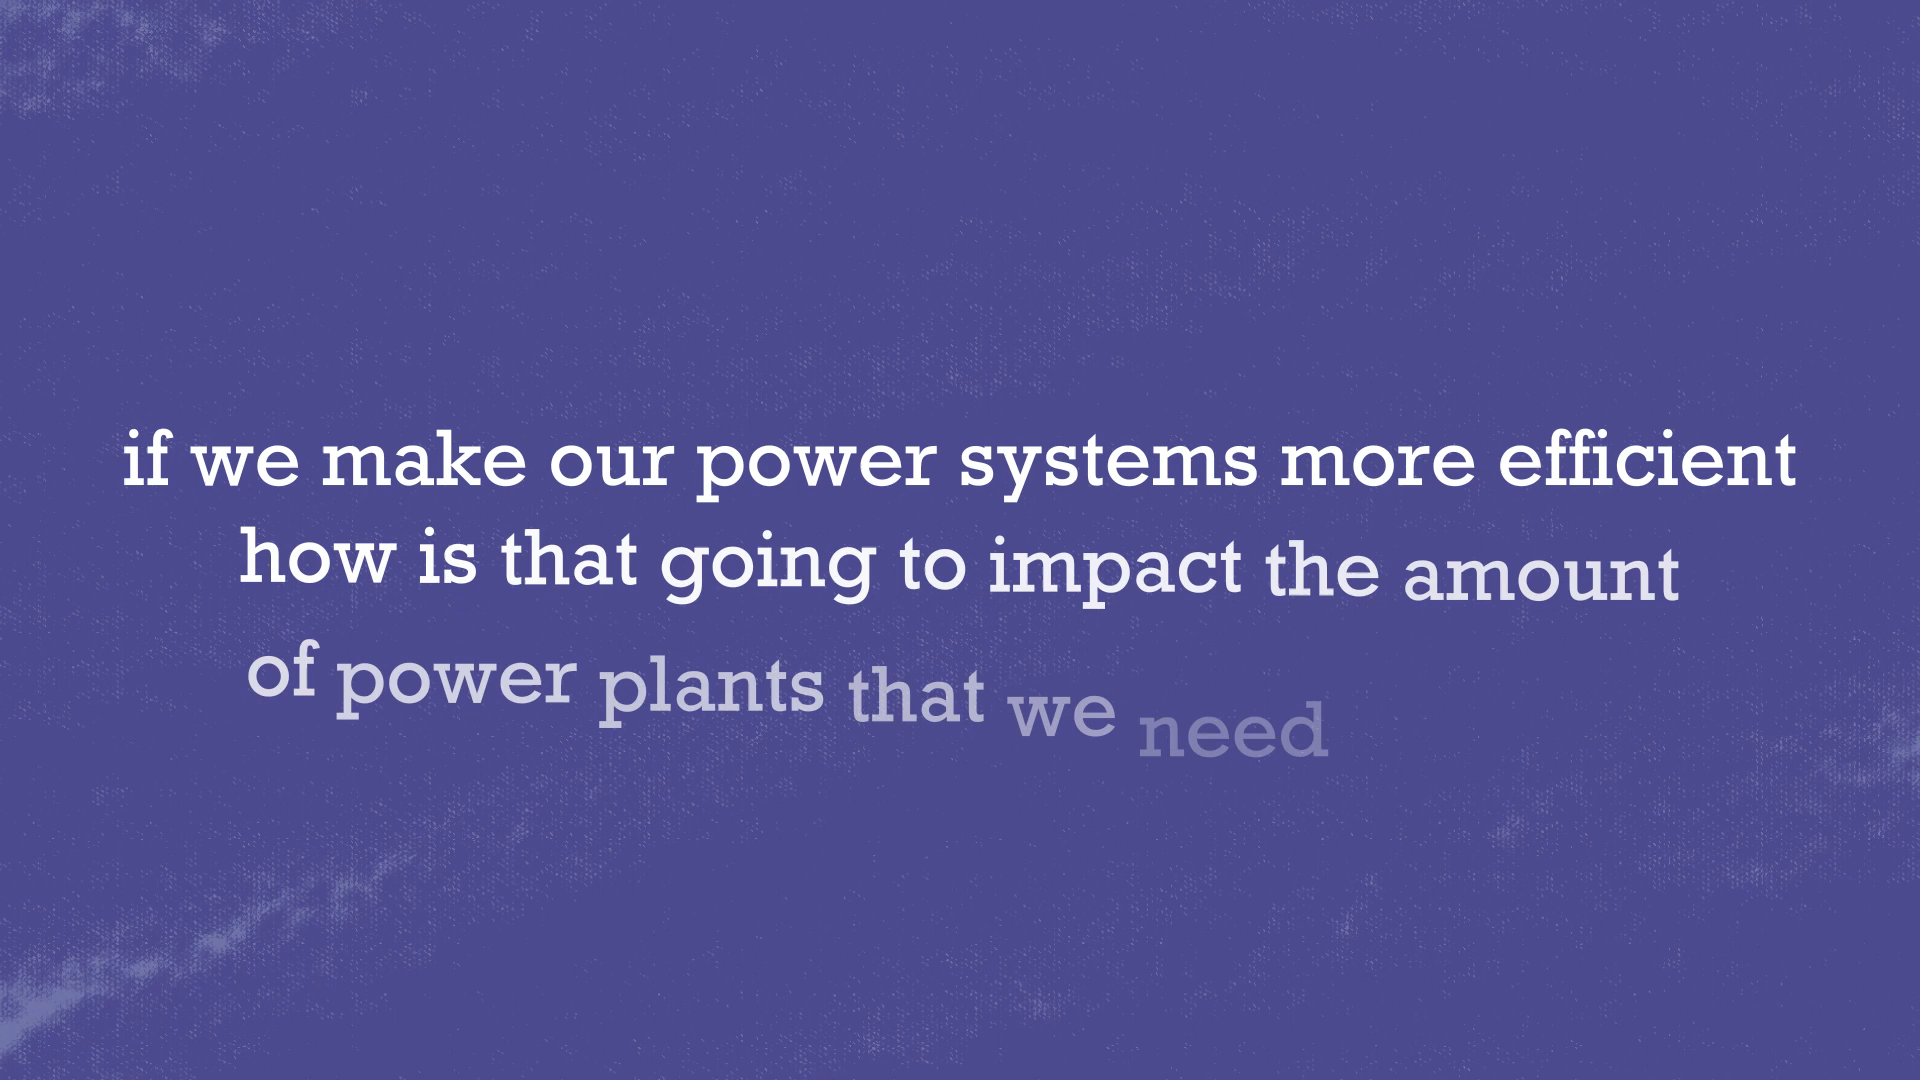 if we make our power systems more efficient
how is that going to impact the amount
of power plants that we need